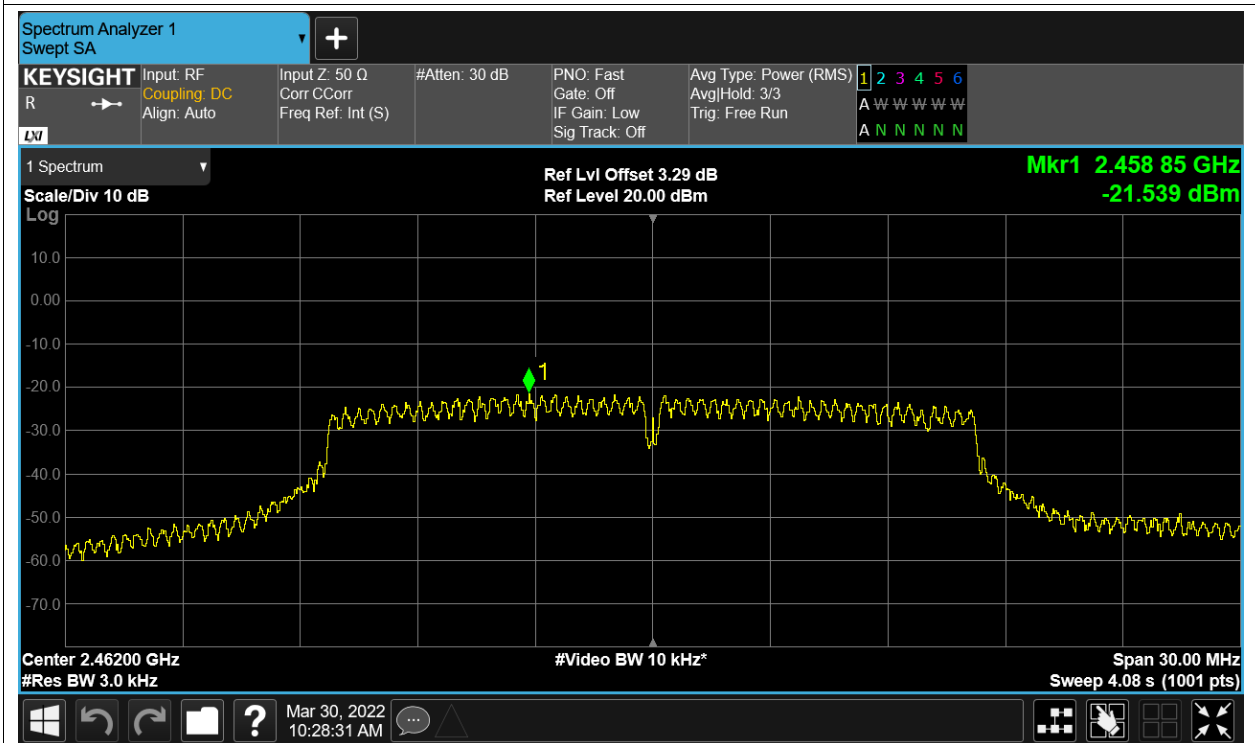 Spectrum Analyzer 1
Swept SA
KEYSIGHT
R
LXI
Input: RF
Coupling: DC
Align: Auto
Input Z: 50 Ω
Corr CCorr
Freq Ref: Int (S)
#Atten: 30 dB
PNO: Fast
Gate: Off
IF Gain: Low
Sig Track: Off
Avg Type: Power (RMS)
Avg|Hold: 3/3
Trig: Free Run
1 2 3 4 5 6
A W W W W W
A N N N N N
1 Spectrum
Scale/Div 10 dB
Log
Ref Lvl Offset 3.29 dB
Ref Level 20.00 dBm
Mkr1 2.458 85 GHz
-21.539 dBm
10.0
0.00
-10.0
1
-20.0
-30.0
-40.0
-50.0
-60.0
-70.0
Center 2.46200 GHz
#Res BW 3.0 kHz
#Video BW 10 kHz*
Span 30.00 MHz
Sweep 4.08 s (1001 pts)
?
Mar 30, 2022
10:28:31 AM